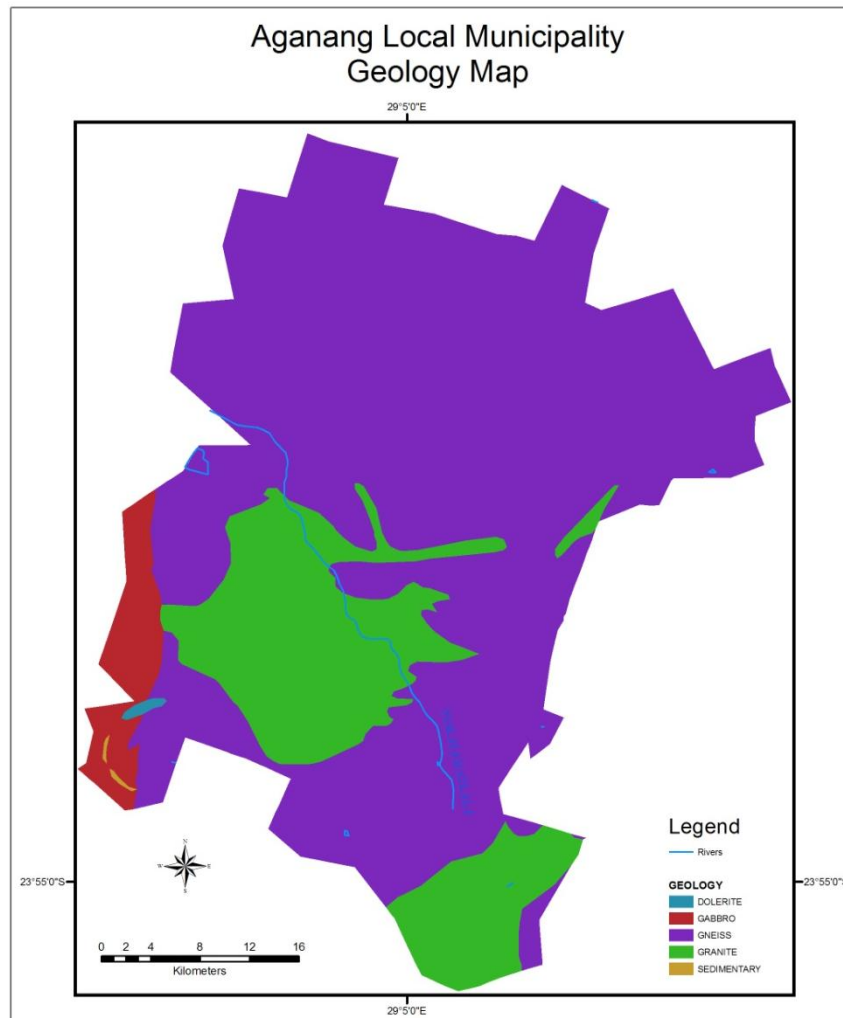 Aganang Local Municipality
Geology Map
29°5'0"E
23°55'0"S
23°55'0"S
N
W
E
S
0 2 4 8 12 16
Kilometers
Legend
Rivers
GEOLOGY
DOLERITE
GABBRO
GNEISS
GRANITE
SEDIMENTARY
29°5'0"E